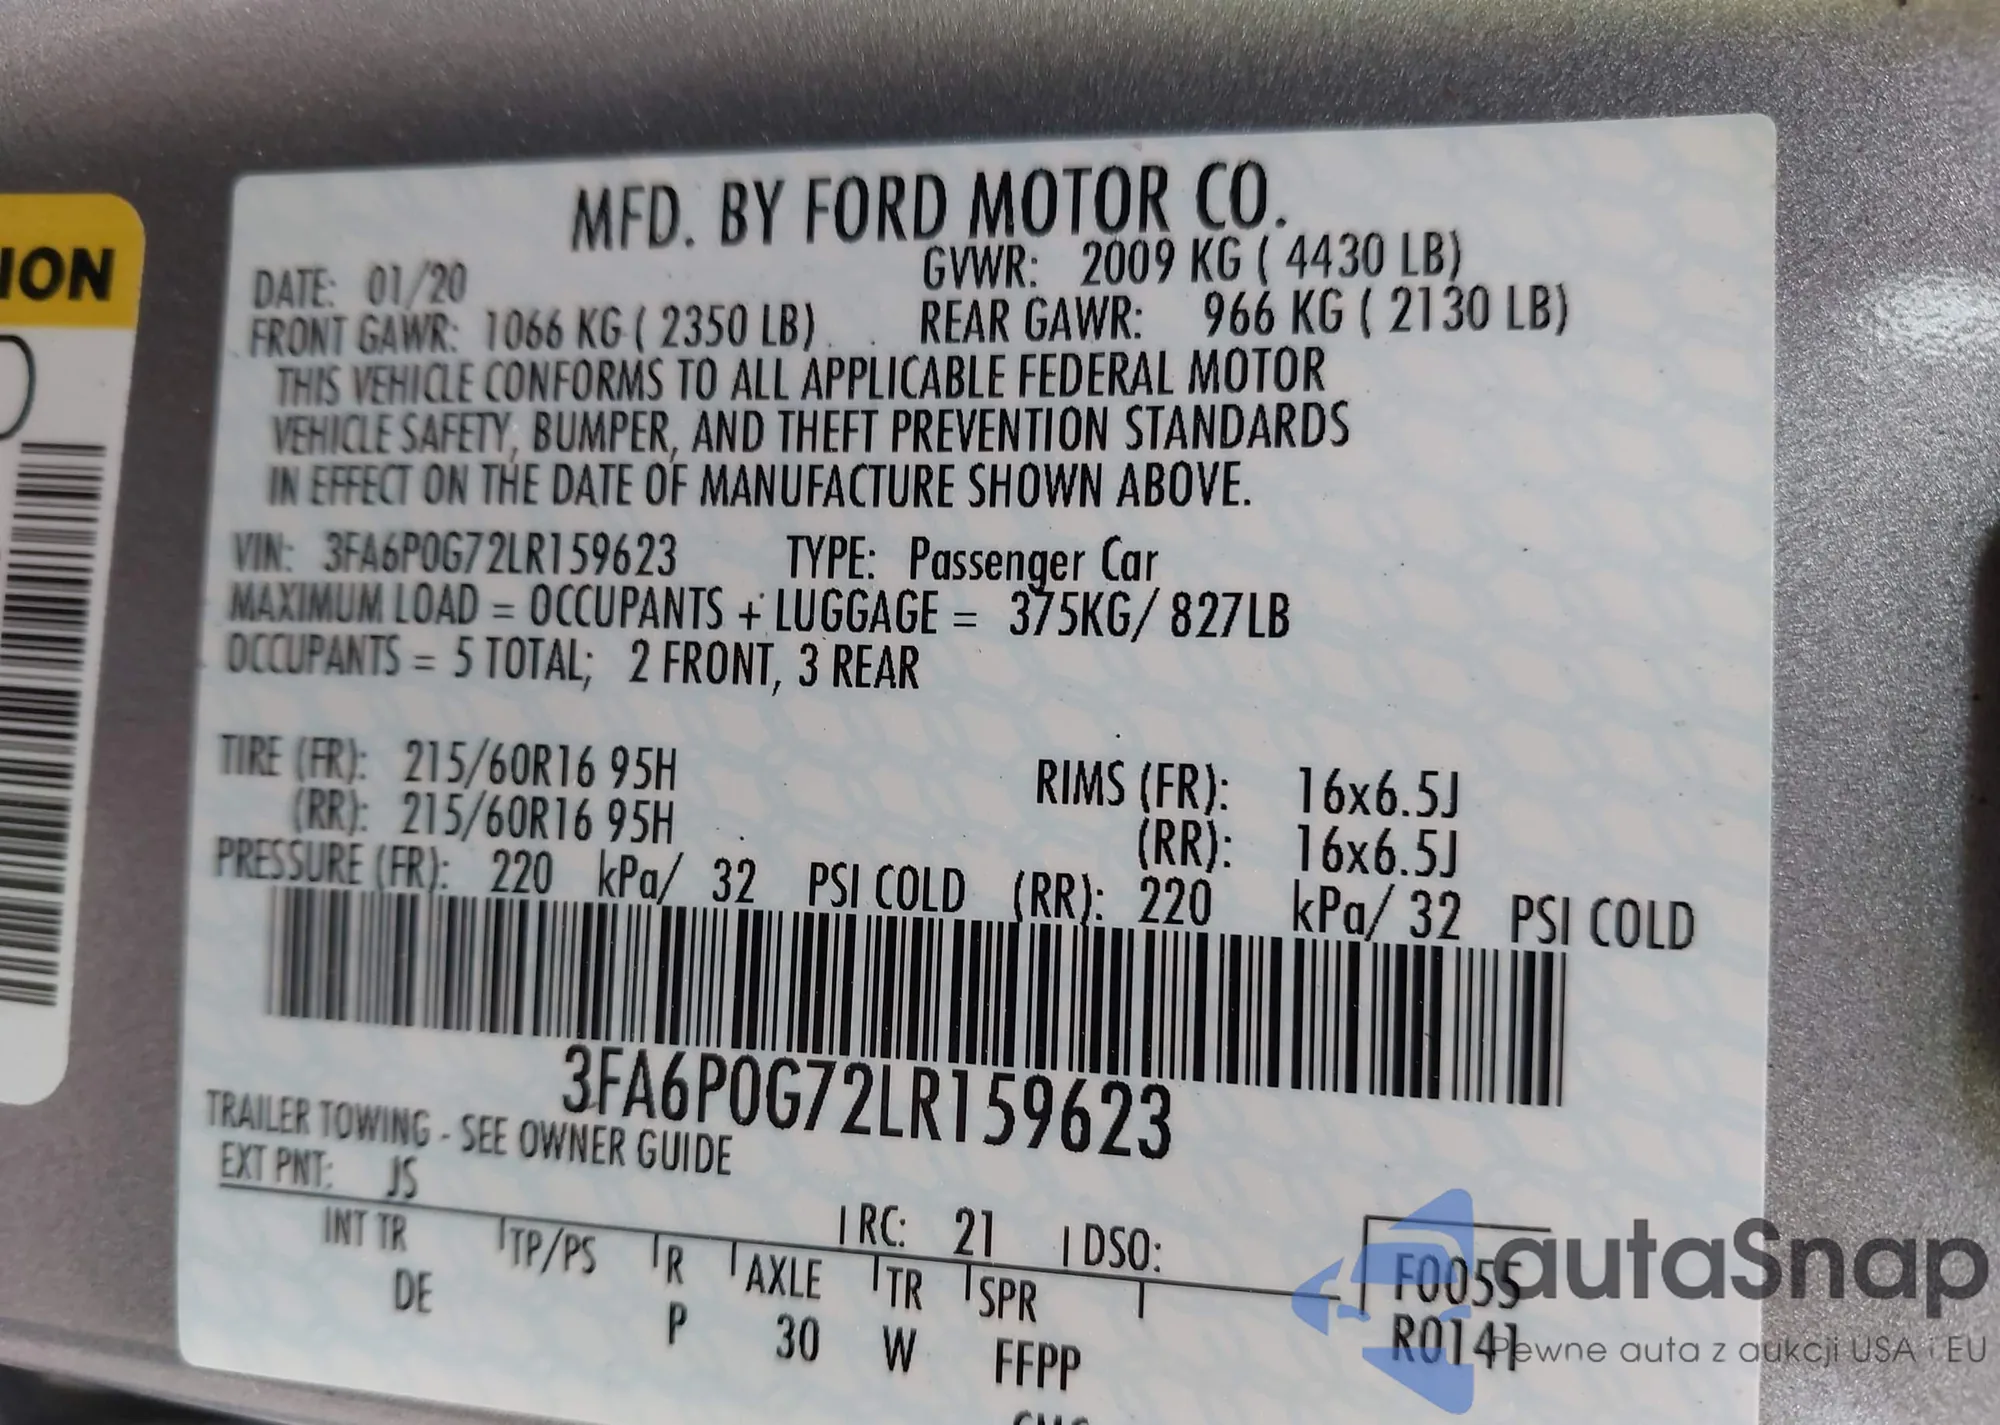 ION
MFD. BY FORD MOTOR CO.
DATE: 01/20 GVWR: 2009 KG ( 4430 LB)
FRONT GAWR: 1066 KG ( 2350 LB) REAR GAWR: 966 KG ( 2130 LB)
THIS VEHICLE CONFORMS TO ALL APPLICABLE FEDERAL MOTOR
VEHICLE SAFETY, BUMPER, AND THEFT PREVENTION STANDARDS
IN EFFECT ON THE DATE OF MANUFACTURE SHOWN ABOVE.
VIN: 3FA6P0G72LR159623 TYPE: Passenger Car
MAXIMUM LOAD = OCCUPANTS + LUGGAGE = 375KG/ 827LB
OCCUPANTS = 5 TOTAL; 2 FRONT, 3 REAR
TIRE (FR): 215/60R16 95H RIMS (FR): 16x6.5J
(RR): 215/60R16 95H (RR): 16x6.5J
PRESSURE (FR): 220 kPa/ 32 PSI COLD (RR): 220 kPa/ 32 PSI COLD
3FA6P0G72LR159623
TRAILER TOWING - SEE OWNER GUIDE
EXT PNT: JS RC: 21 DSO:
INT TR TP/PS R AXLE TR SPR F0055
DE P 30 W FFPP R0141
autaSnap
Pewne auta z aukcji USA i EU